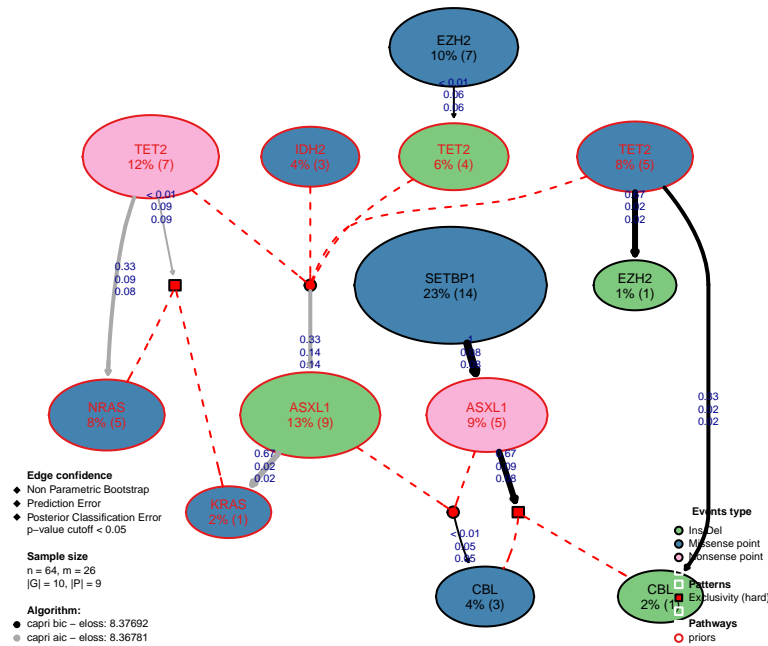 EZH2
10% (7)
< 0.01
0.06
0.06
TET2
12% (7)
IDH2
4% (3)
TET2
6% (4)
TET2
8% (5)
< 0.01
0.09
0.09
0.02
0.02
0.33
0.09
0.08
SETBP1
23% (14)
EZH2
1% (1)
0.33
0.14
0.14
1
NRAS
8% (5)
ASXL1
13% (9)
ASXL1
9% (5)
0.02
0.02
0.67
0.02
0.02
0.67
0.09
KRAS
2% (1)
< 0.01
0.05
0.05
CBL
4% (3)
CBL
2% (1)
Edge confidence
Non Parametric Bootstrap
Prediction Error
Posterior Classification Error
p−value cutoff < 0.05
Sample size
n = 64, m = 26
|G| = 10, |P| = 9
Algorithm:
capri bic − eloss: 8.37692
capri aic − eloss: 8.36781
Events type
Ins/Del
Missense point
Nonsense point
Patterns
Exclusivity (hard)
Pathways
priors